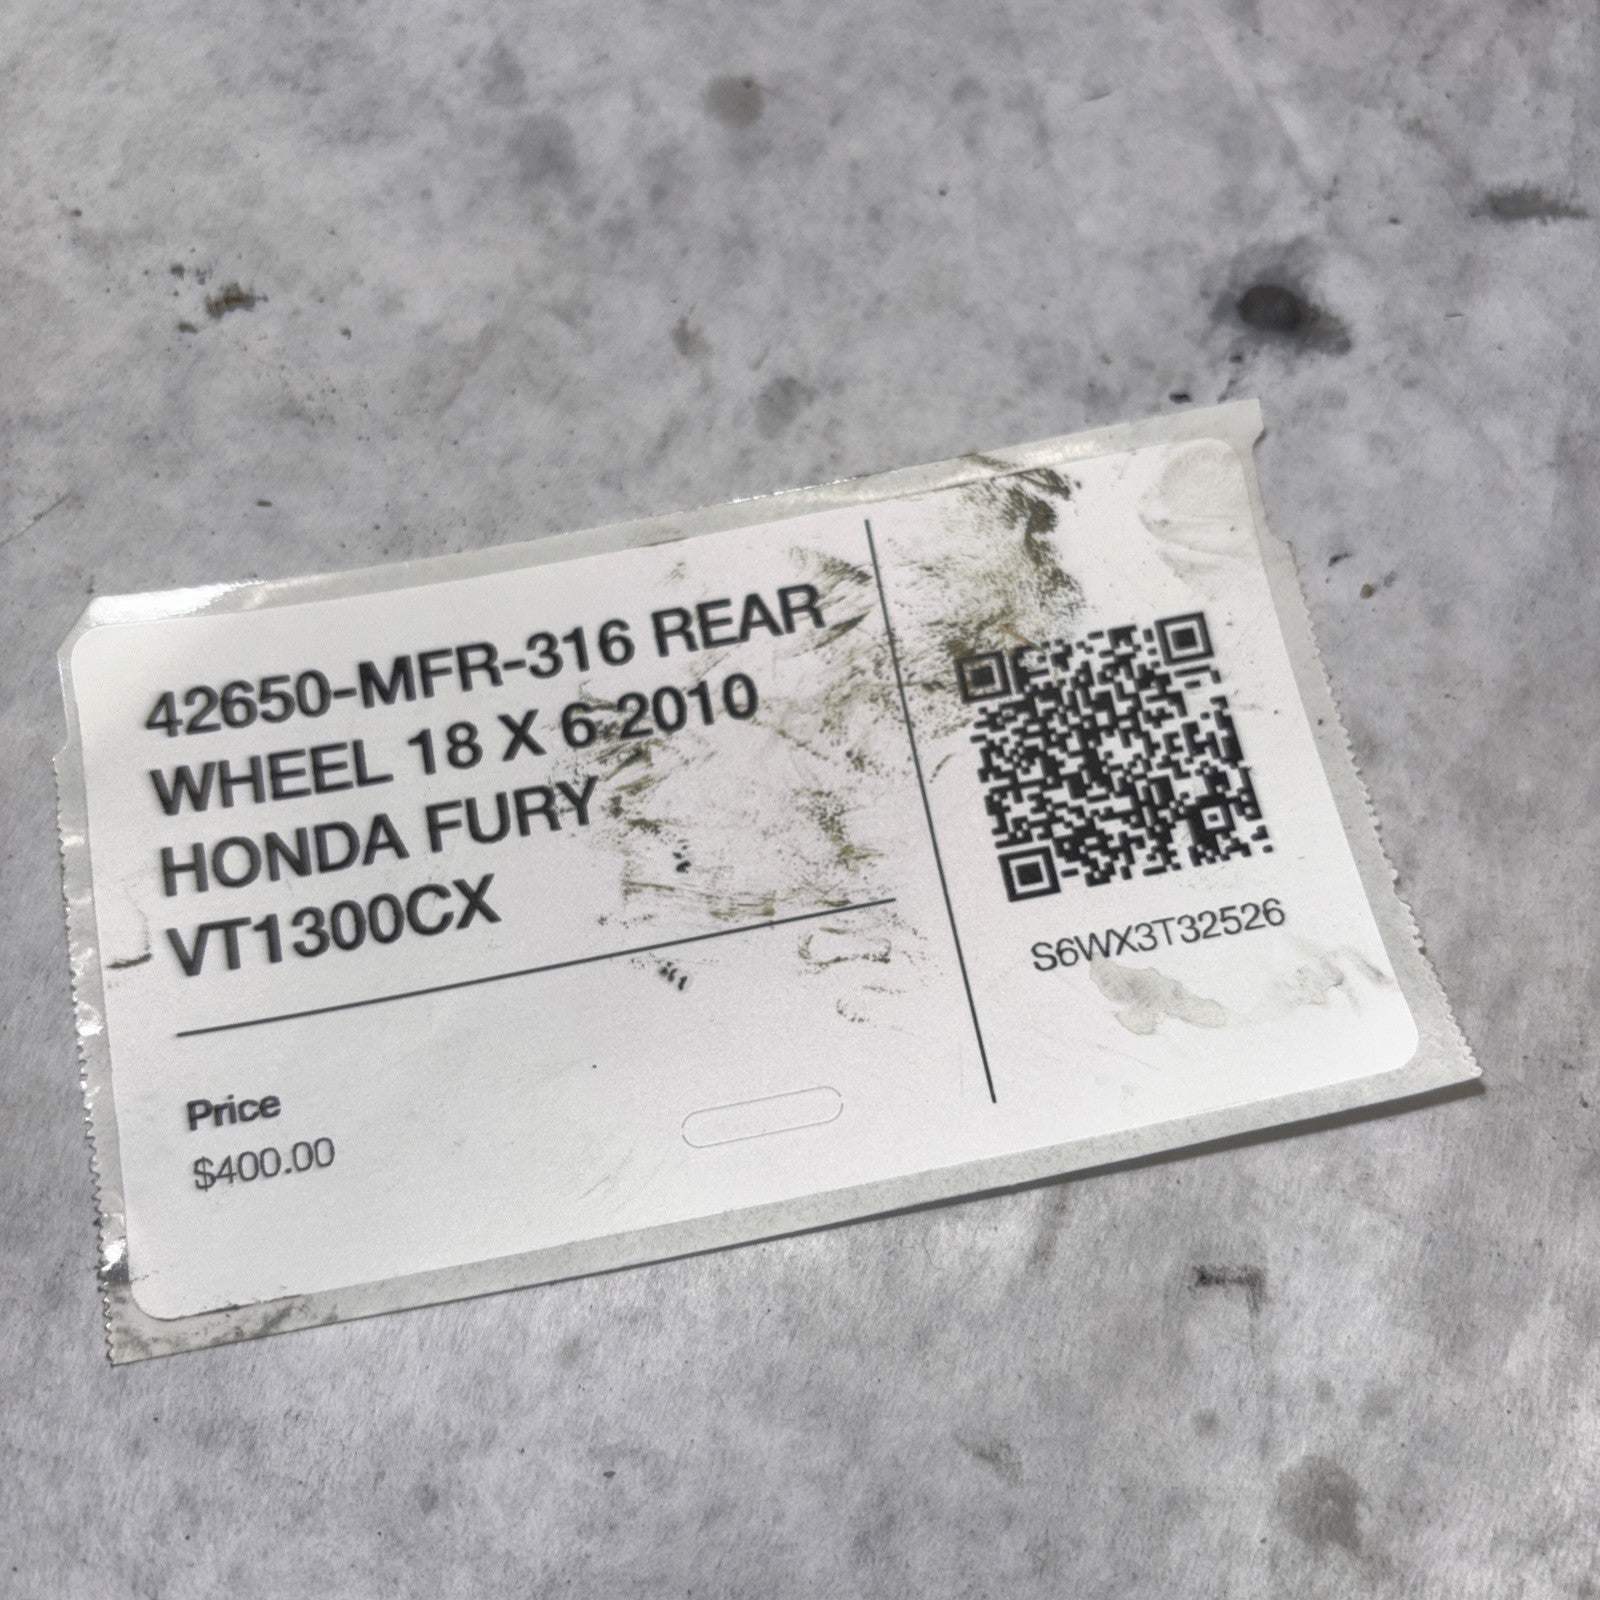 42650-MFR-316 REAR
WHEEL 18 X 6 2010
HONDA FURY
VT1300CX
Price
$400.00
S6WX3T32526